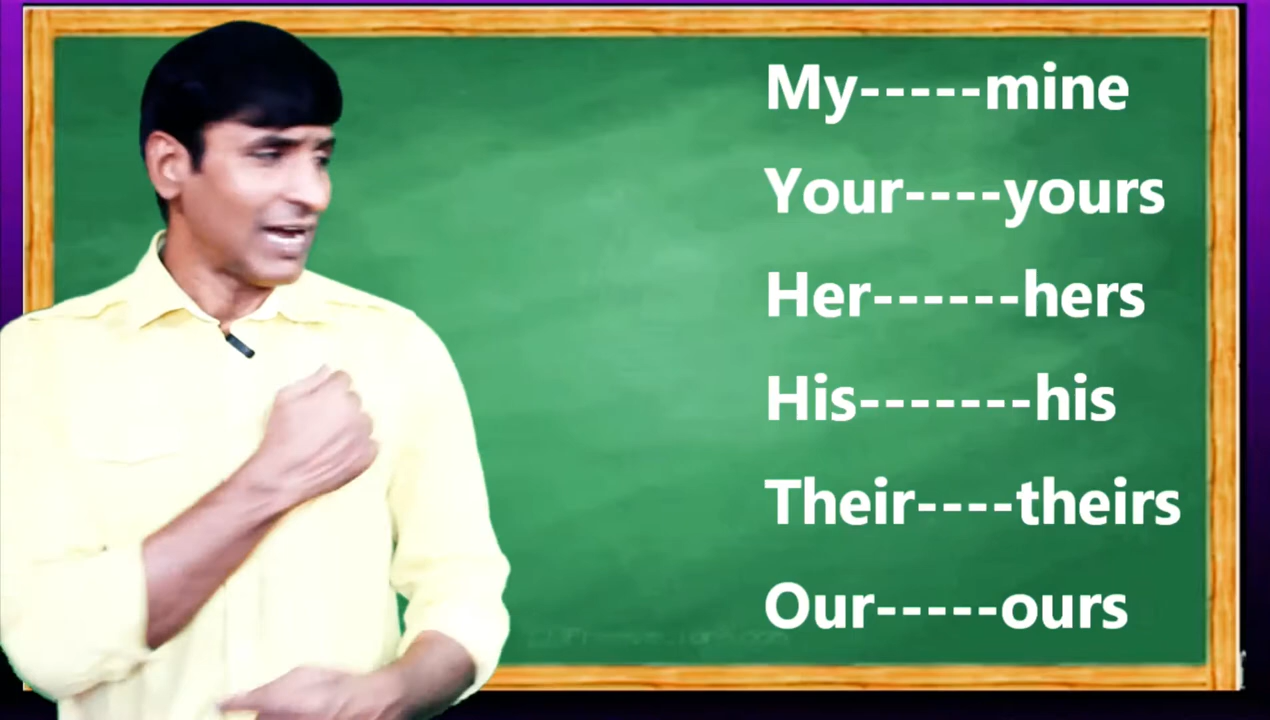 My-----mine
Your----yours
Her------hers
His-------his
Their----theirs
Our-----ours